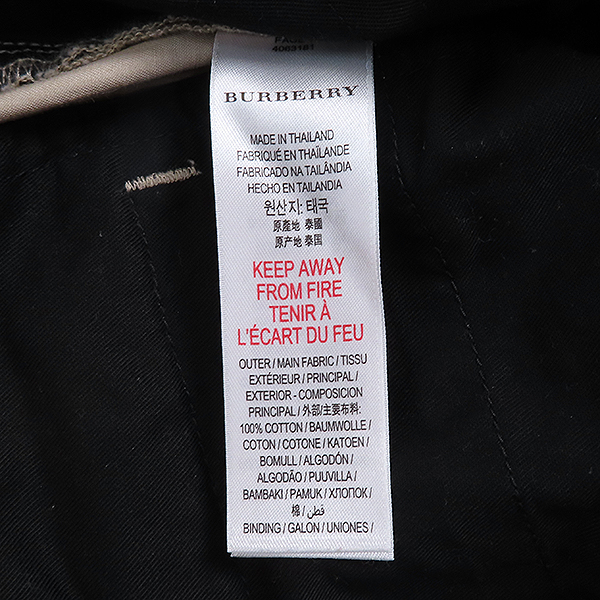 4063161
BURBERRY
MADE IN THAILAND
FABRIQUÉ EN THAÏLANDE
FABRICADO NA TAILÂNDIA
HECHO EN TAILANDIA
원산지: 태국
原產地 泰國
原产地 泰国
KEEP AWAY
FROM FIRE
TENIR À
L'ÉCART DU FEU
OUTER / MAIN FABRIC / TISSU
EXTÉRIEUR / PRINCIPAL /
EXTERIOR - COMPOSICION
PRINCIPAL / 外部/主要布料:
100% COTTON / BAUMWOLLE /
COTON / COTONE / KATOEN /
BOMULL / ALGODÓN /
ALGODÃO / PUUVILLA /
BAMBAKI / PAMUK / ХЛОПОК /
棉 / قطن /
BINDING / GALON / UNIONES /